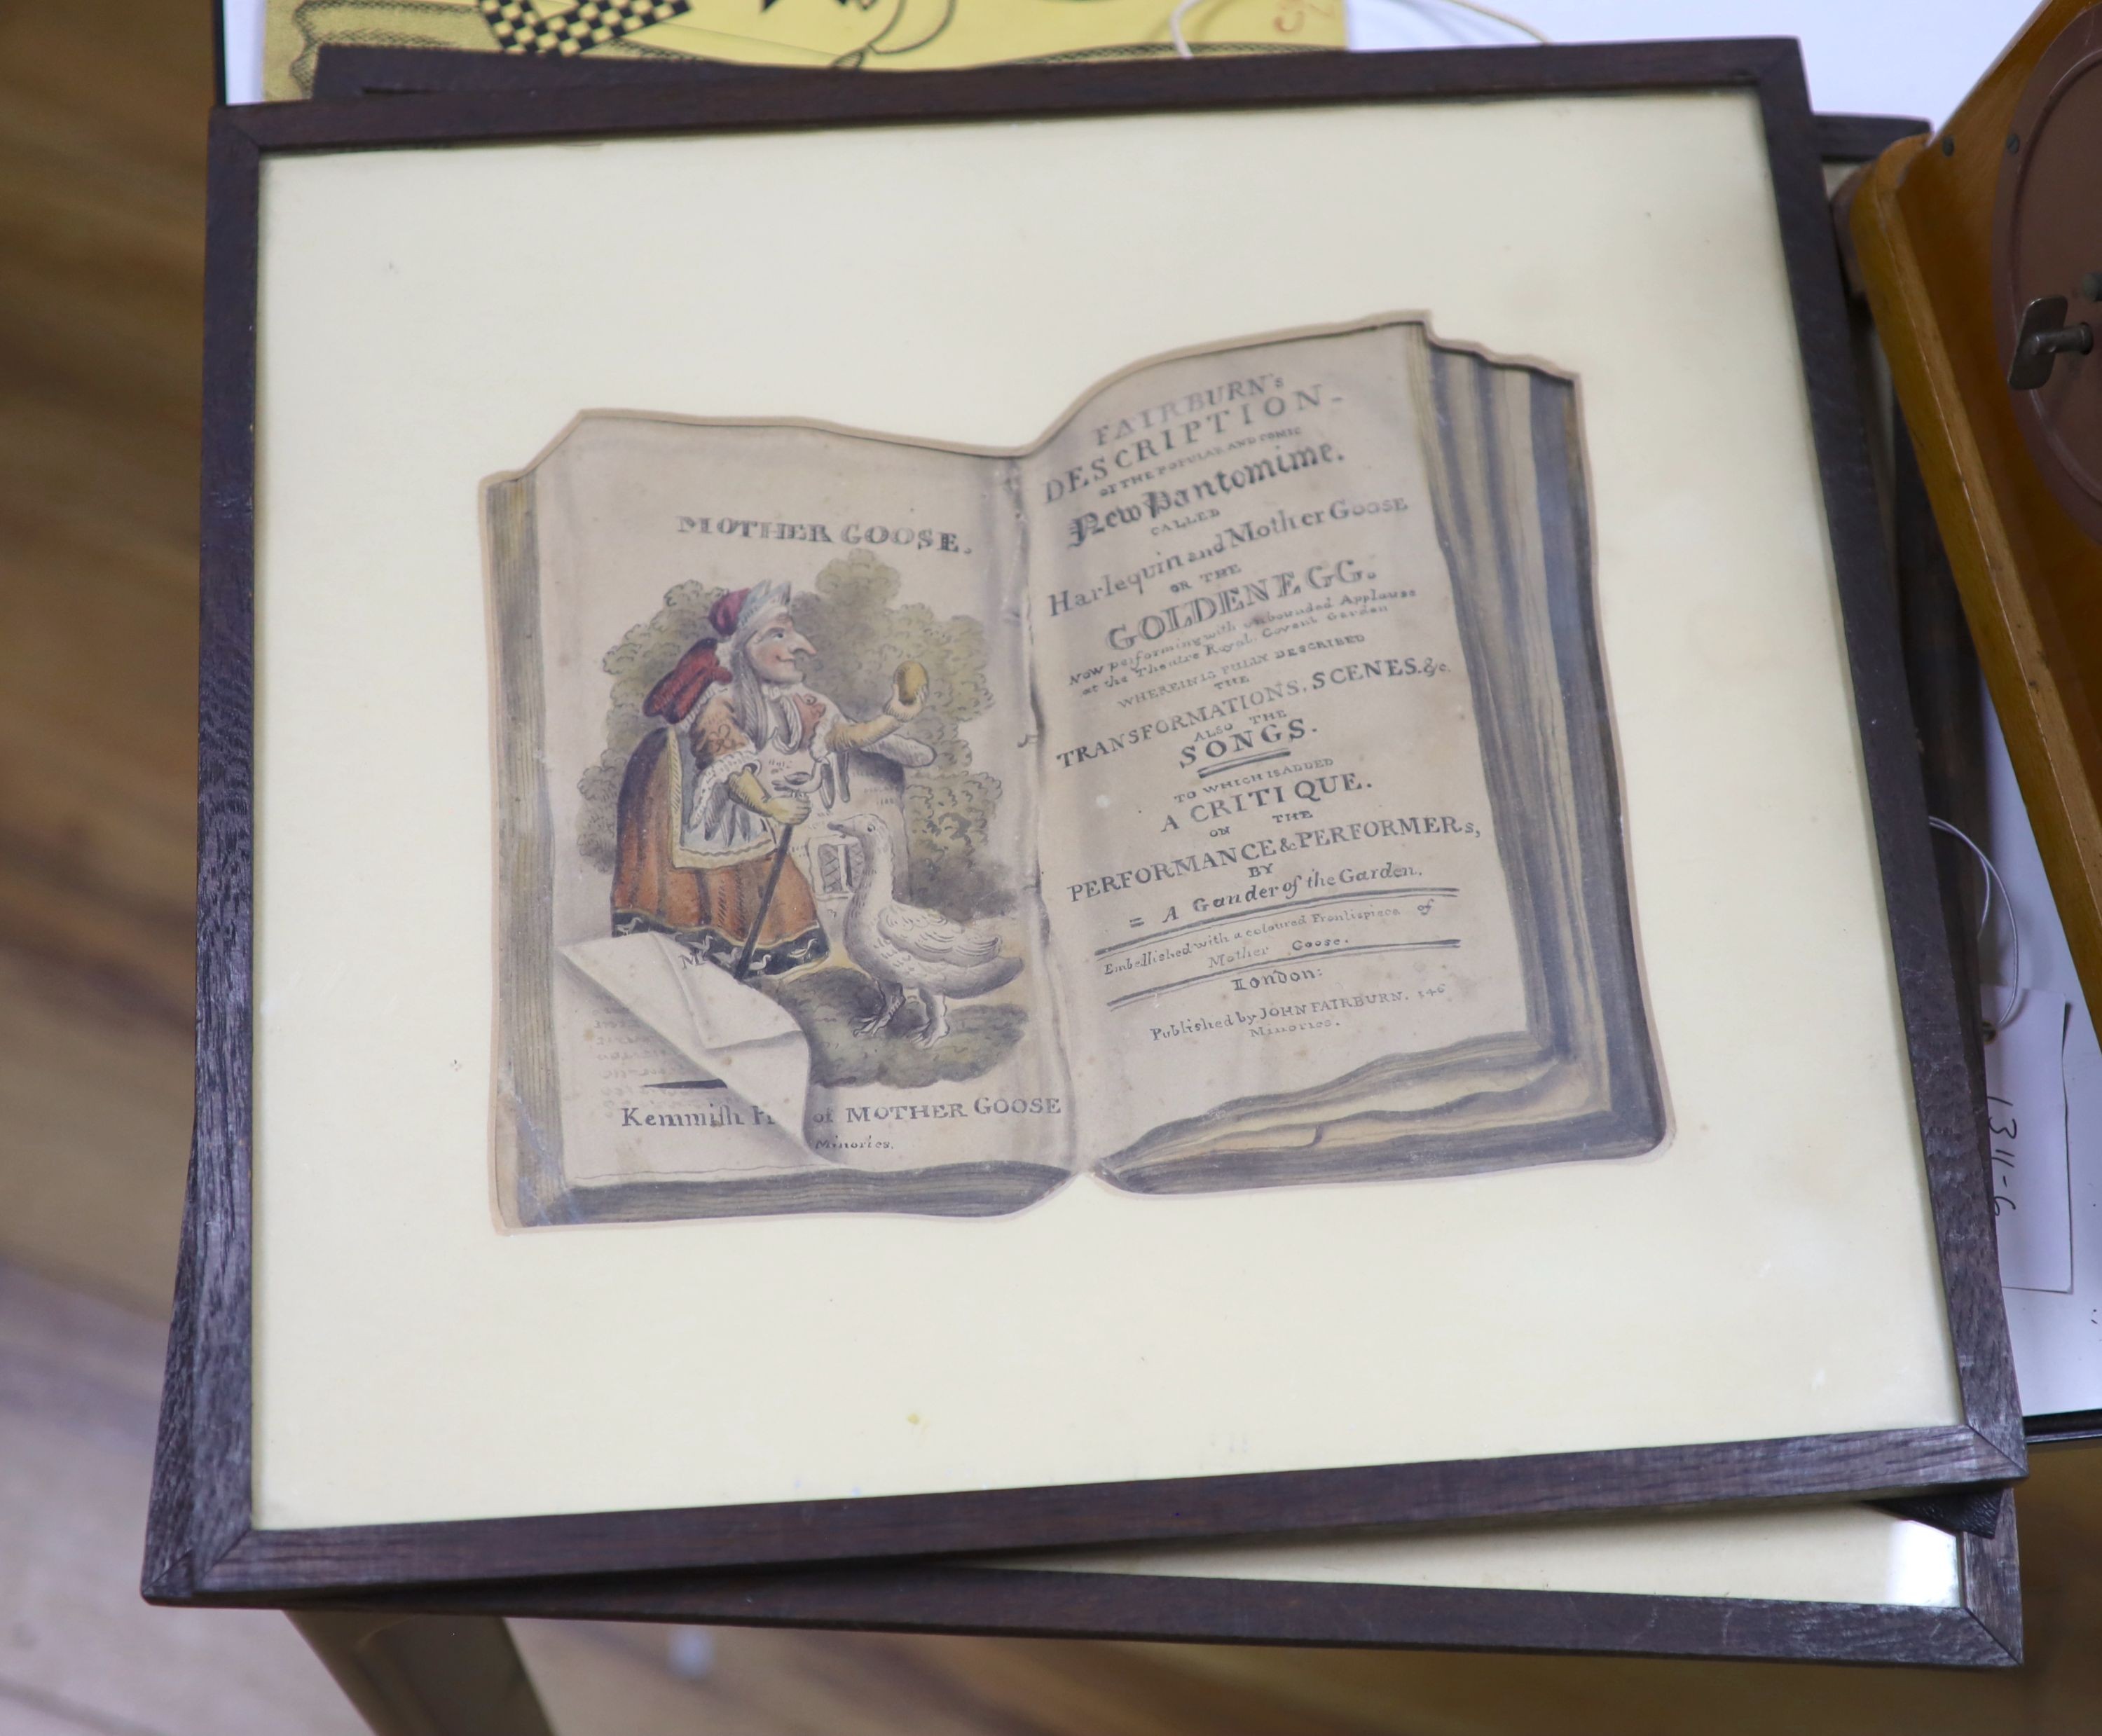 MOTHER GOOSE.
Kemmish of MOTHER GOOSE
Minories.
FAIRBURN's
DESCRIPTION-
OF THE POPULAR AND COMIC
New Pantomime.
CALLED
Harlequin and Mother Goose
OR THE
GOLDEN EGG.
Now performing with unbounded Applause
at the Theatre Royal, Covent Garden
WHEREIN IS FULLY DESCRIBED
THE
TRANSFORMATIONS, SCENES.&c.
ALSO THE
SONGS.
TO WHICH IS ADDED
A CRITIQUE.
ON THE
PERFORMANCE & PERFORMERs,
BY
= A Gander of the Garden.
Embellished with a coloured Frontispiece of
Mother Goose.
London:
Published by JOHN FAIRBURN. 146
Minories.
1311-6